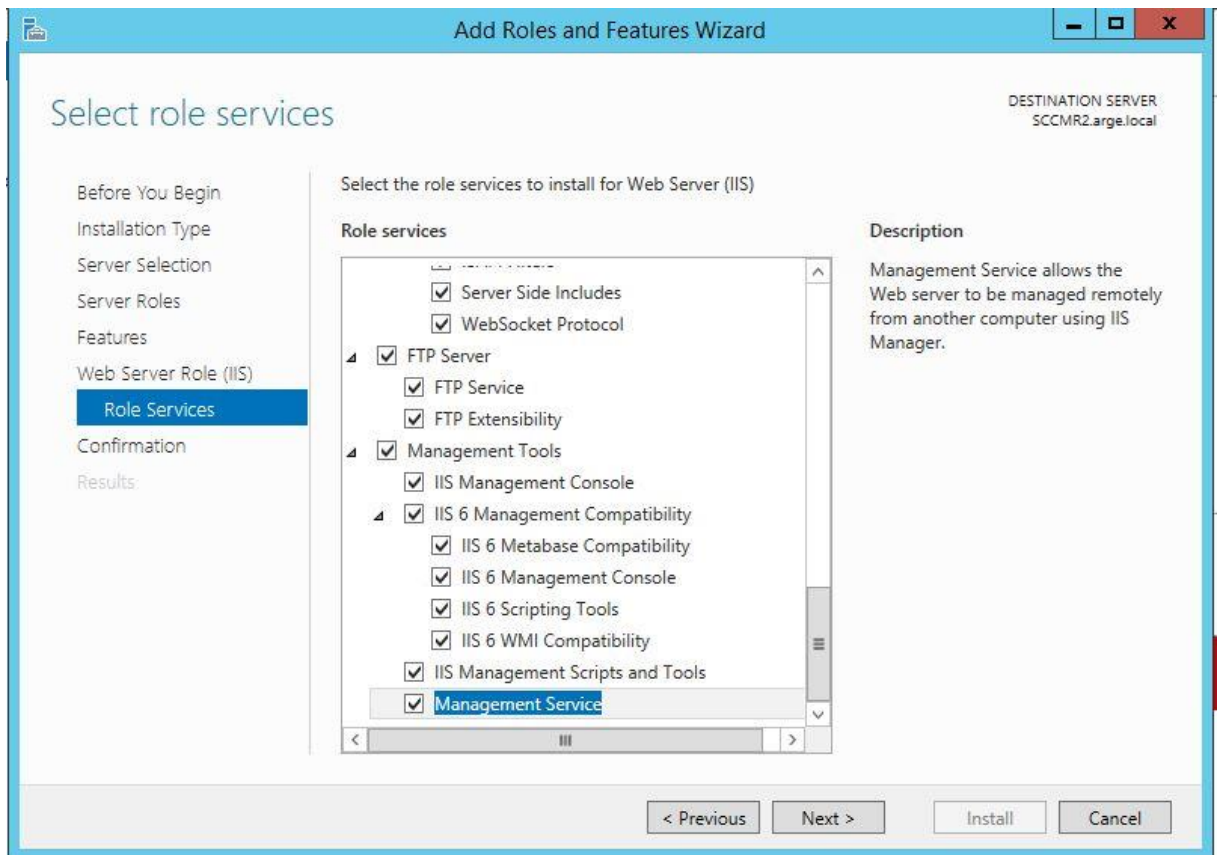 Add Roles and Features Wizard
Select role services
DESTINATION SERVER
SCCMR2.arge.local
Before You Begin
Installation Type
Server Selection
Server Roles
Features
Web Server Role (IIS)
Role Services
Confirmation
Results
Select the role services to install for Web Server (IIS)
Role services
Server Side Includes
WebSocket Protocol
FTP Server
FTP Service
FTP Extensibility
Management Tools
IIS Management Console
IIS 6 Management Compatibility
IIS 6 Metabase Compatibility
IIS 6 Management Console
IIS 6 Scripting Tools
IIS 6 WMI Compatibility
IIS Management Scripts and Tools
Management Service
Description
Management Service allows the
Web server to be managed remotely
from another computer using IIS
Manager.
< Previous
Next >
Install
Cancel